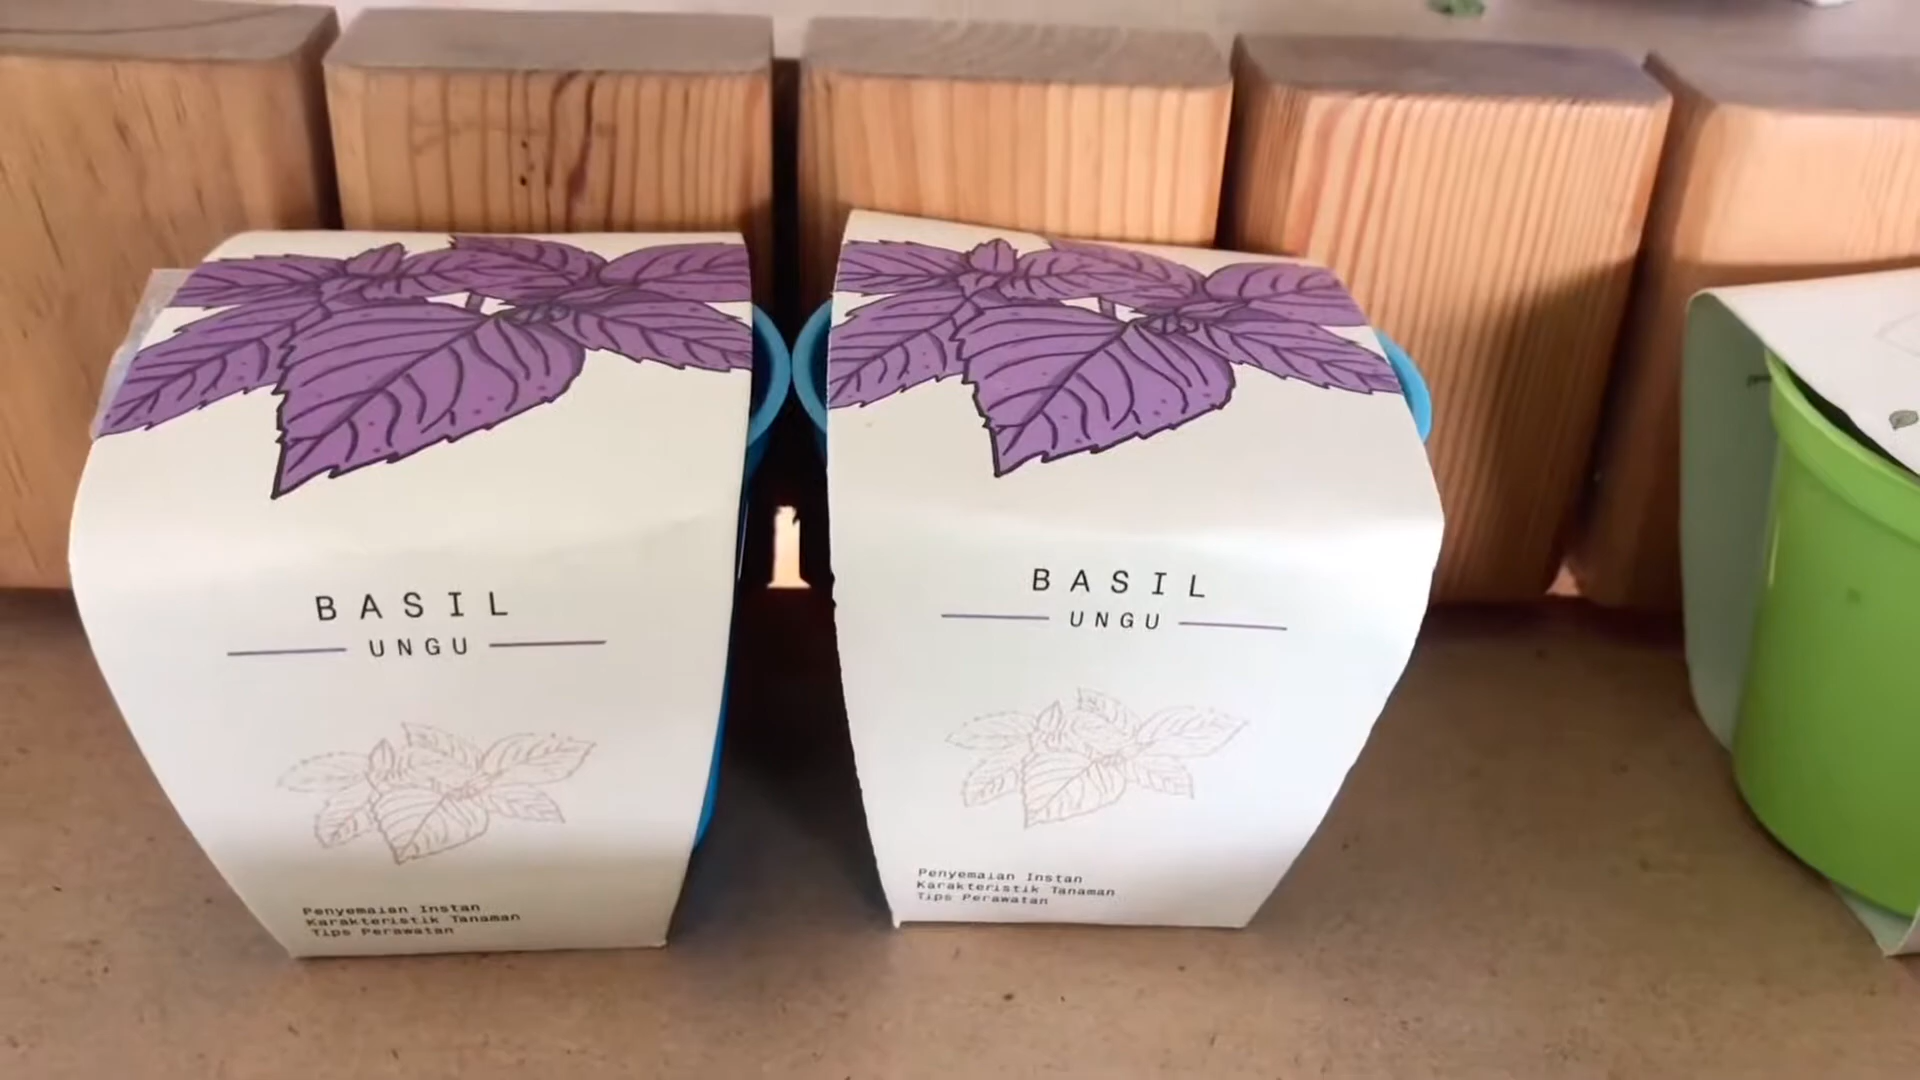 BASIL
UNGU
Penyemaian Instan
Karakteristik Tanaman
Tips Perawatan
BASIL
UNGU
Penyemaian Instan
Karakteristik Tanaman
Tips Perawatan